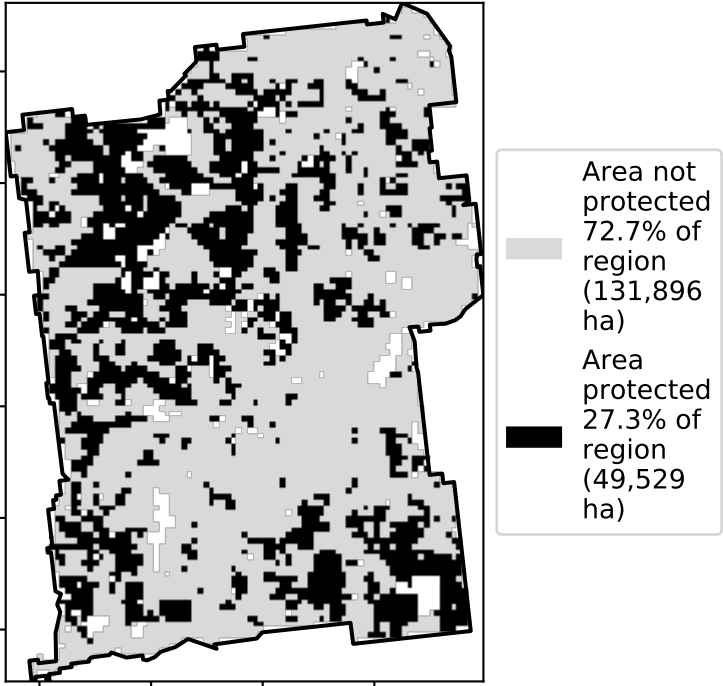 Area not
protected
72.7% of
region
(131,896
ha)
Area
protected
27.3% of
region
(49,529
ha)